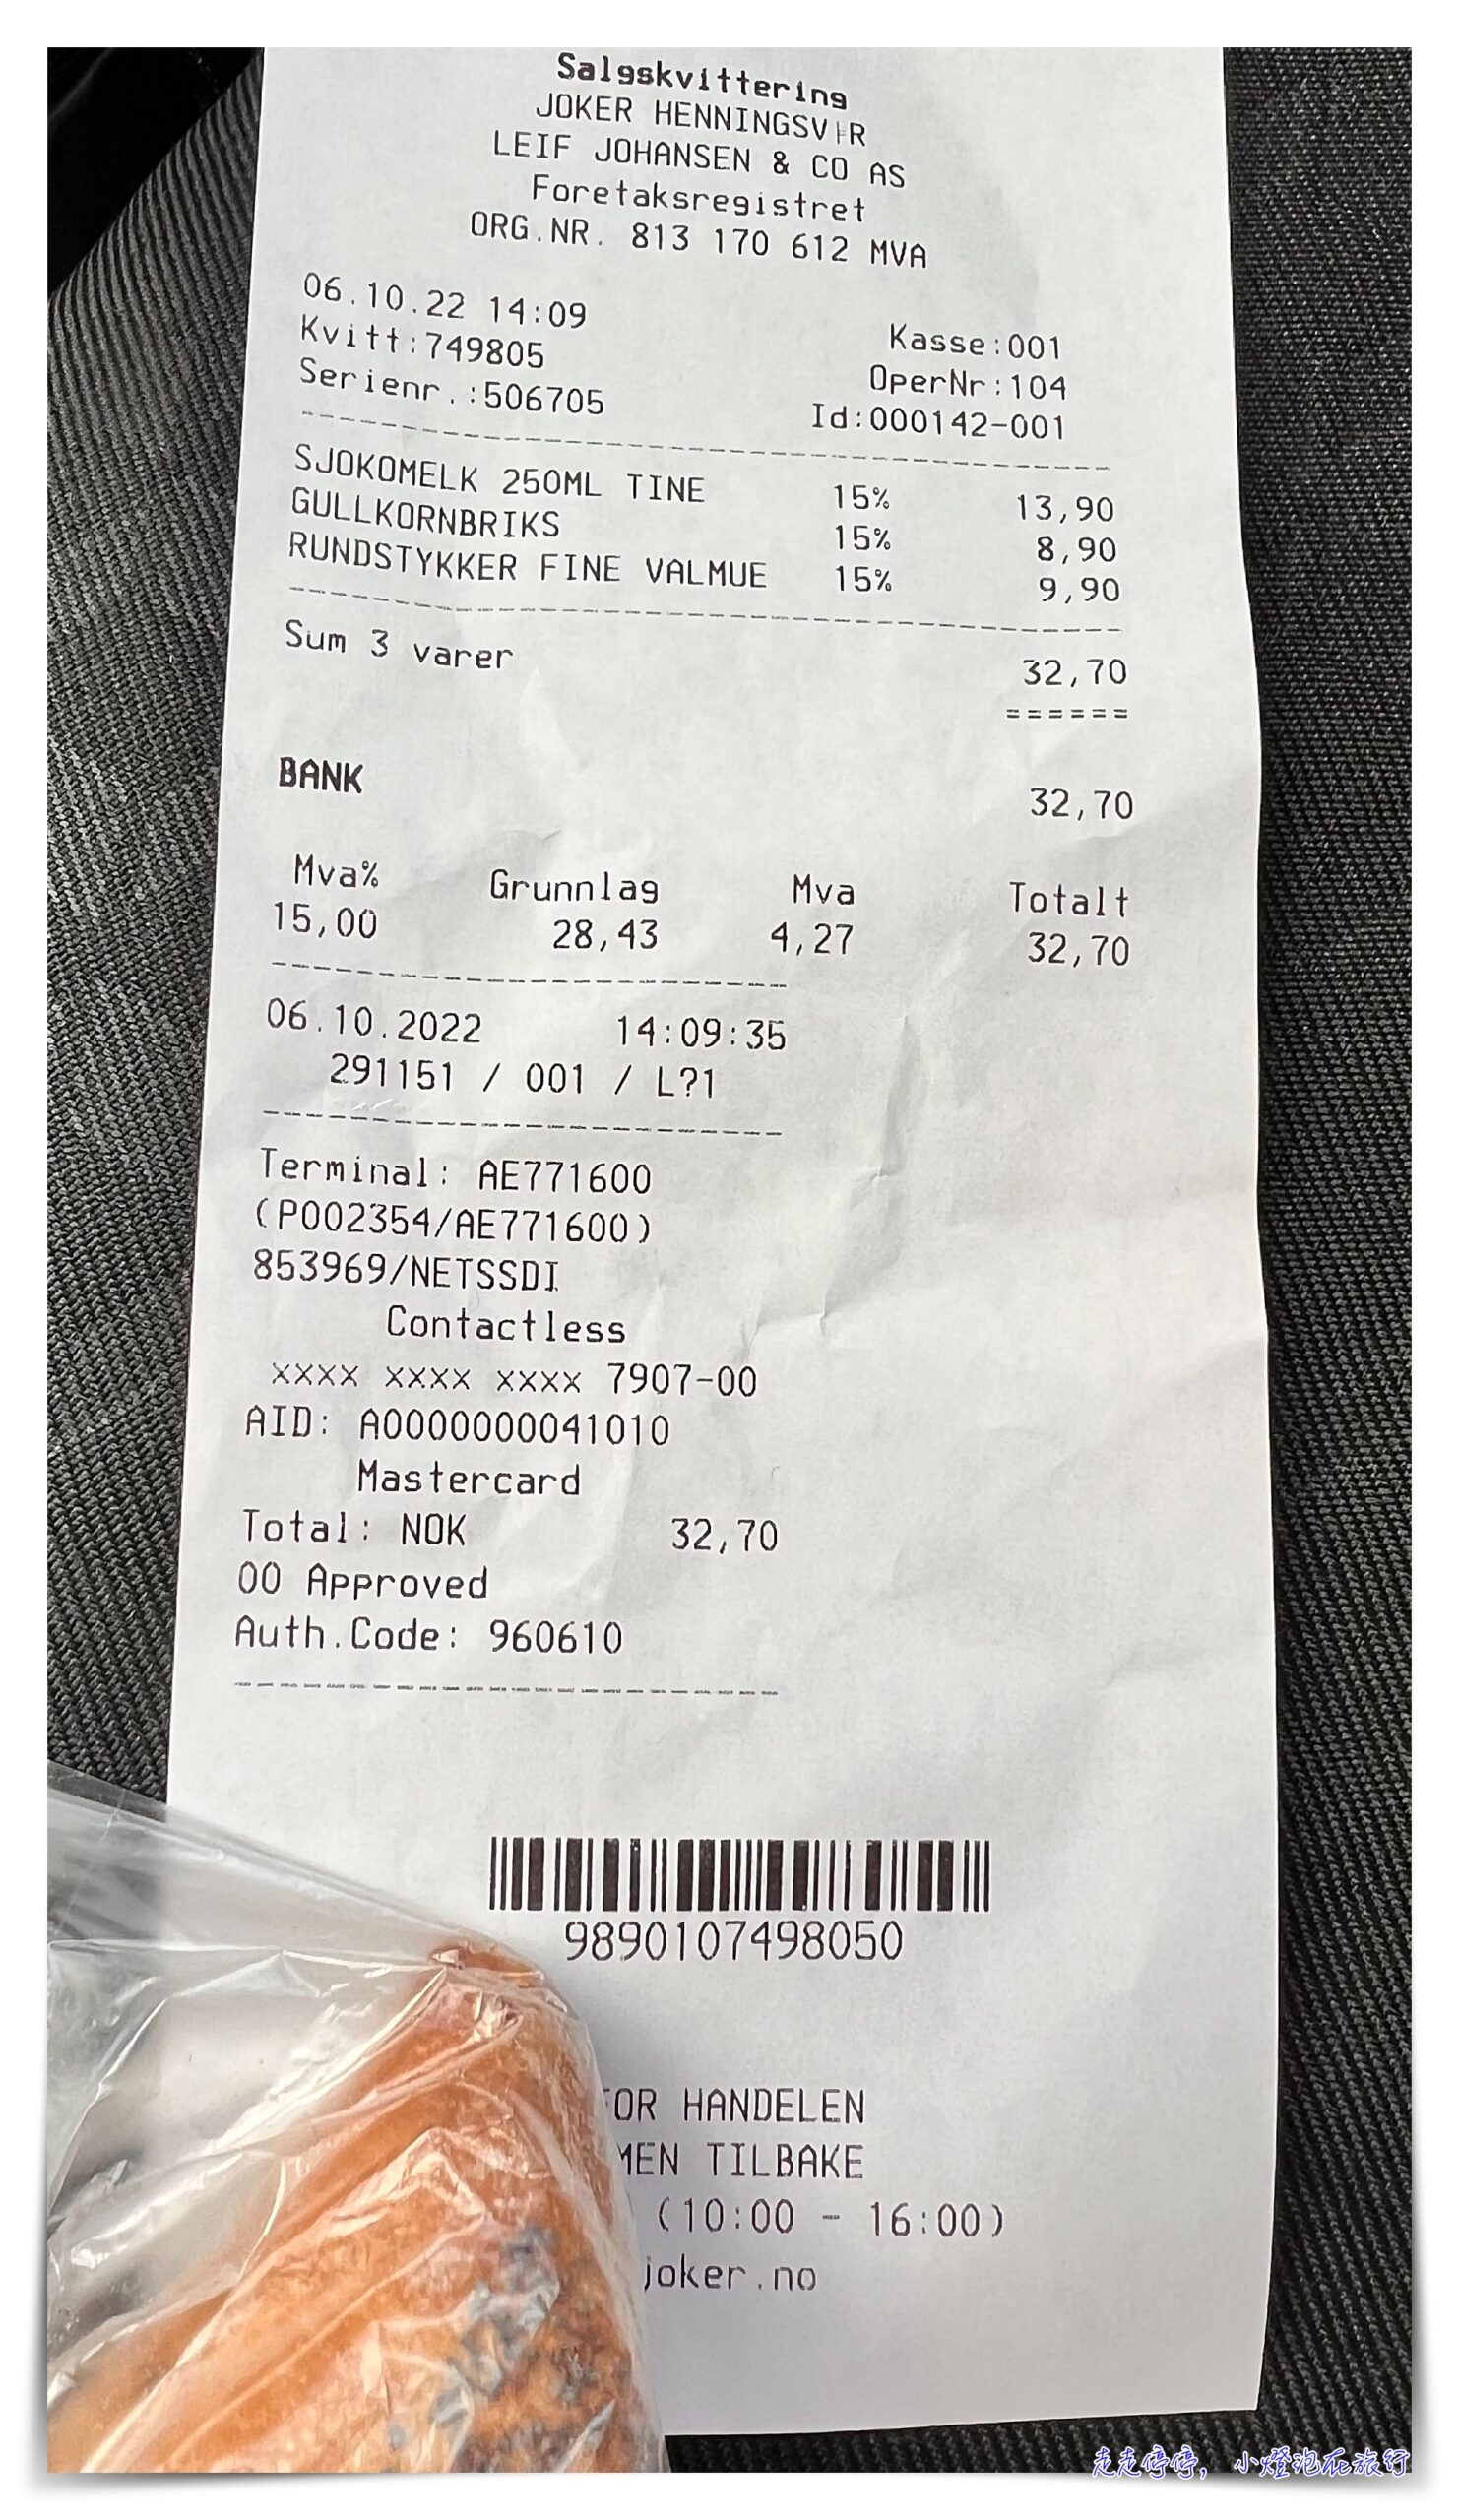 Salgskvittering
JOKER HENNINGSV├R
LEIF JOHANSEN & CO AS
Foretaksregistret
ORG.NR. 813 170 612 MVA
06.10.22 14:09
Kvitt:749805 Kasse:001
Serienr.:506705 OperNr:104
Id:000142-001
SJOKOMELK 250ML TINE 15% 13,90
GULLKORNBRIKS 15% 8,90
RUNDSTYKKER FINE VALMUE 15% 9,90
Sum 3 varer 32,70
======
BANK 32,70
Mva% Grunnlag Mva Totalt
15,00 28,43 4,27 32,70
06.10.2022 14:09:35
291151 / 001 / L?1
Terminal: AE771600
(P002354/AE771600)
853969/NETSSDI
Contactless
xxxx xxxx xxxx 7907-00
AID: A0000000041010
Mastercard
Total: NOK 32,70
00 Approved
Auth.Code: 960610
9890107498050
FOR HANDELEN
MEN TILBAKE
(10:00 - 16:00)
joker.no
走走停停，小燈泡在旅行